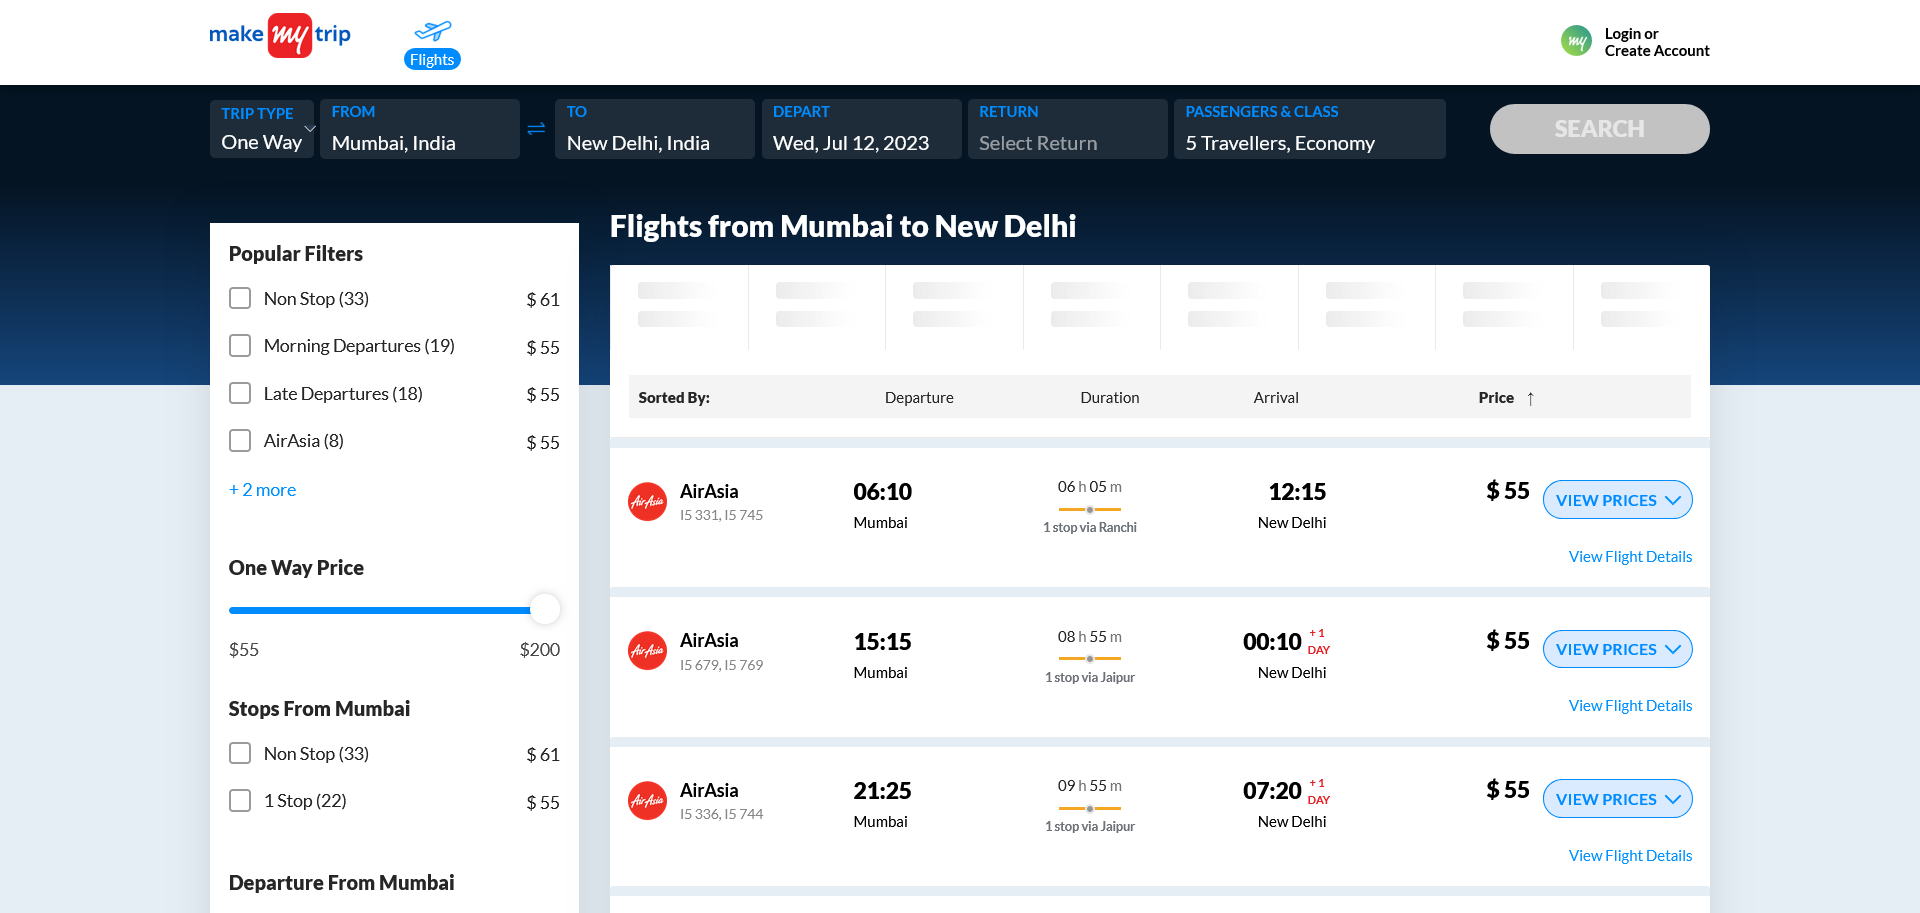 make my trip
Flights
my
Login or
Create Account
TRIP TYPE
One Way
FROM
Mumbai, India
TO
New Delhi, India
DEPART
Wed, Jul 12, 2023
RETURN
Select Return
PASSENGERS & CLASS
5 Travellers, Economy
SEARCH
Flights from Mumbai to New Delhi
Popular Filters
Non Stop (33) $ 61
Morning Departures (19) $ 55
Late Departures (18) $ 55
AirAsia (8) $ 55
+ 2 more
One Way Price
$55 $200
Stops From Mumbai
Non Stop (33) $ 61
1 Stop (22) $ 55
Departure From Mumbai
Sorted By: Departure Duration Arrival Price ↑
AirAsia
AirAsia
I5 331, I5 745
06:10
Mumbai
06 h 05 m
1 stop via Ranchi
12:15
New Delhi
$ 55
VIEW PRICES
View Flight Details
AirAsia
AirAsia
I5 679, I5 769
15:15
Mumbai
08 h 55 m
1 stop via Jaipur
00:10
+ 1
DAY
New Delhi
$ 55
VIEW PRICES
View Flight Details
AirAsia
AirAsia
I5 336, I5 744
21:25
Mumbai
09 h 55 m
1 stop via Jaipur
07:20
+ 1
DAY
New Delhi
$ 55
VIEW PRICES
View Flight Details